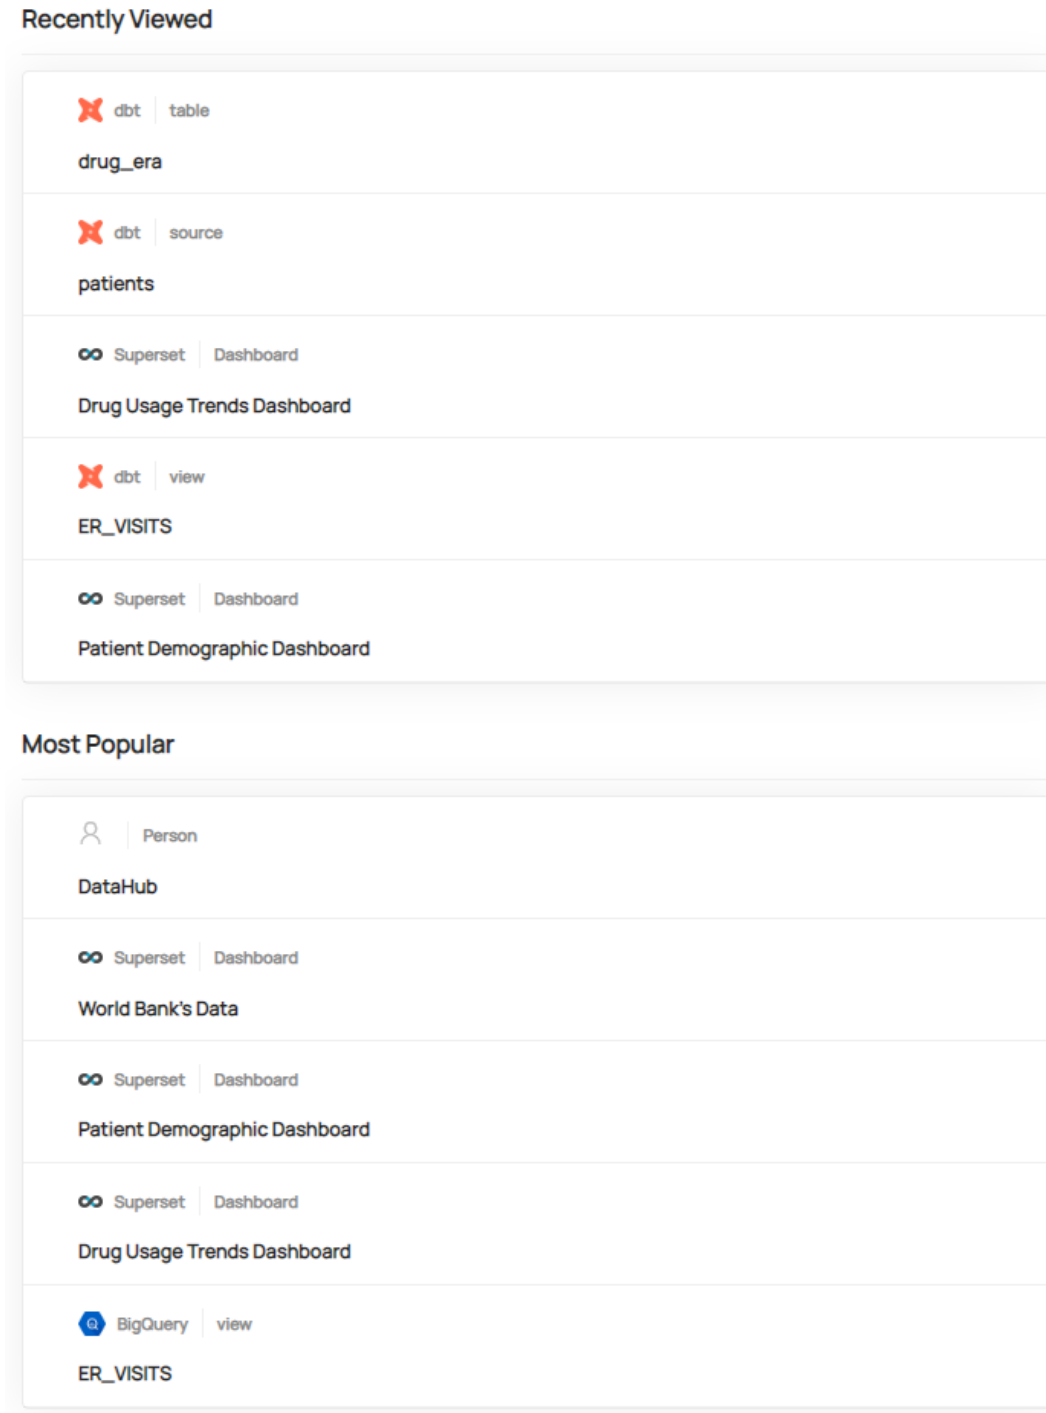 Recently Viewed
dbt table
drug_era
dbt source
patients
Superset Dashboard
Drug Usage Trends Dashboard
dbt view
ER_VISITS
Superset Dashboard
Patient Demographic Dashboard
Most Popular
Person
DataHub
Superset Dashboard
World Bank's Data
Superset Dashboard
Patient Demographic Dashboard
Superset Dashboard
Drug Usage Trends Dashboard
BigQuery view
ER_VISITS